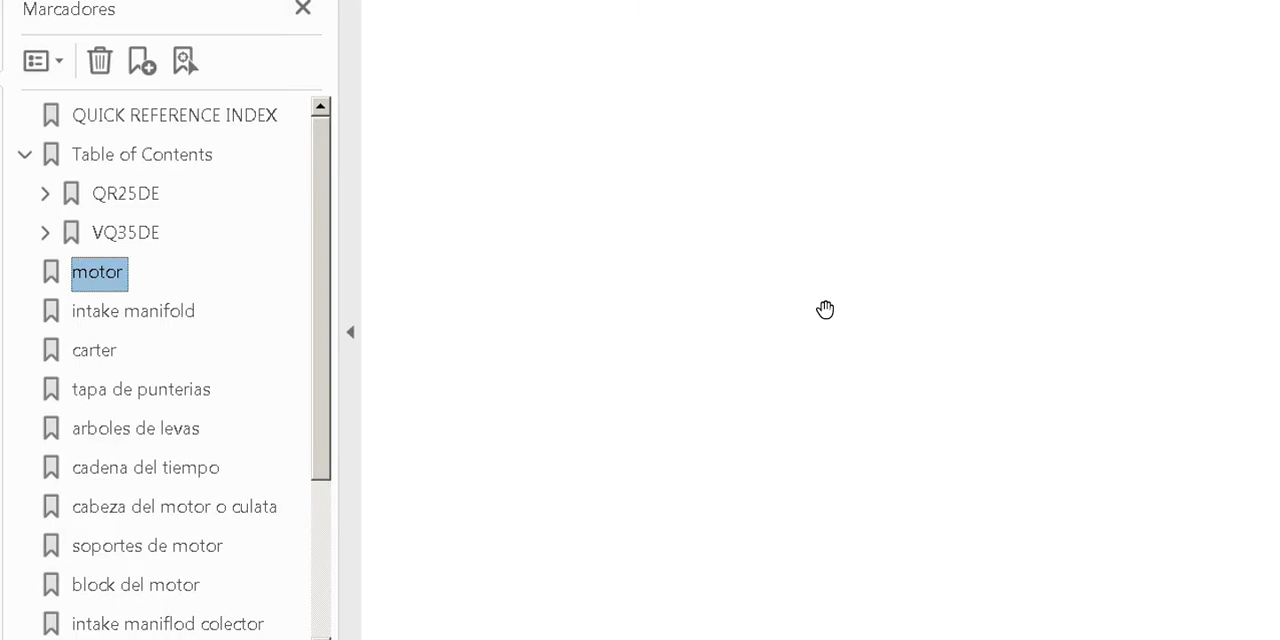 Marcadores
QUICK REFERENCE INDEX
Table of Contents
QR25DE
VQ35DE
motor
intake manifold
carter
tapa de punterias
arboles de levas
cadena del tiempo
cabeza del motor o culata
soportes de motor
block del motor
intake maniflod colector